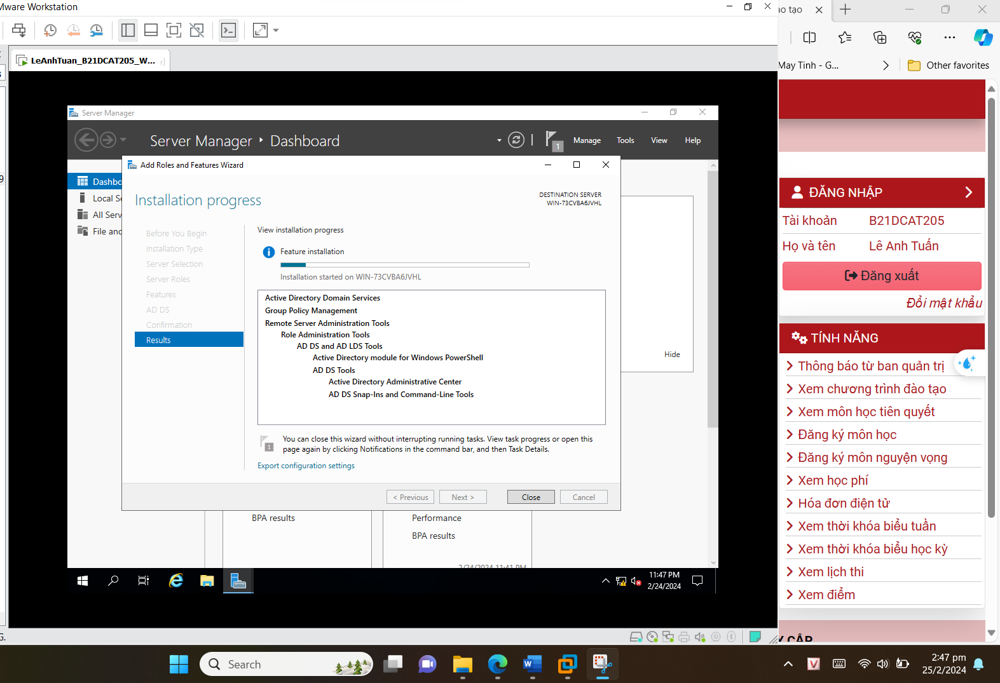 Mware Workstation
LeAnhTuan_B21DCAT205_W...
Server Manager
Server Manager ‣ Dashboard
1
Manage
Tools
View
Help
Dashbo
Local Se
All Serv
File and
Add Roles and Features Wizard
Installation progress
DESTINATION SERVER
WIN-73CVBA6JVHL
Before You Begin
Installation Type
Server Selection
Server Roles
Features
AD DS
Confirmation
Results
View installation progress
Feature installation
Installation started on WIN-73CVBA6JVHL
Active Directory Domain Services
Group Policy Management
Remote Server Administration Tools
Role Administration Tools
AD DS and AD LDS Tools
Active Directory module for Windows PowerShell
AD DS Tools
Active Directory Administrative Center
AD DS Snap-Ins and Command-Line Tools
1
You can close this wizard without interrupting running tasks. View task progress or open this
page again by clicking Notifications in the command bar, and then Task Details.
Export configuration settings
< Previous
Next >
Close
Cancel
Hide
BPA results
Performance
BPA results
2/24/2024 11:41 PM
11:47 PM
2/24/2024
ào tạo
May Tinh - G...
Other favorites
ĐĂNG NHẬP
Tài khoản B21DCAT205
Họ và tên Lê Anh Tuấn
Đăng xuất
Đổi mật khẩu
TÍNH NĂNG
Thông báo từ ban quản trị
Xem chương trình đào tạo
Xem môn học tiên quyết
Đăng ký môn học
Đăng ký môn nguyện vọng
Xem học phí
Hóa đơn điện tử
Xem thời khóa biểu tuần
Xem thời khóa biểu học kỳ
Xem lịch thi
Xem điểm
Y CẬP
Search
2:47 pm
25/2/2024